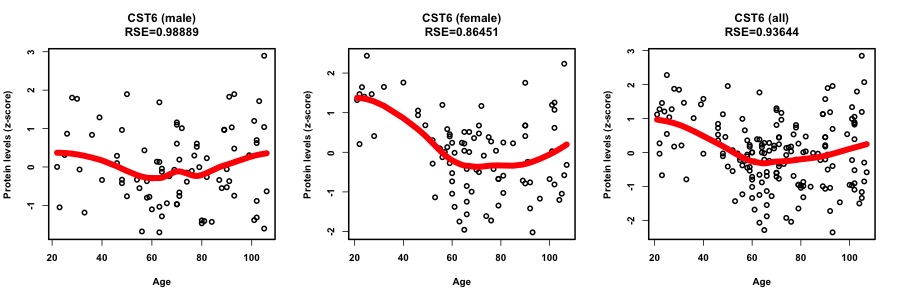 CST6 (male)
RSE=0.98889
Protein levels (z-score)
3
2
1
0
-1
20 40 60 80 100
Age
CST6 (female)
RSE=0.86451
Protein levels (z-score)
2
1
0
-1
-2
20 40 60 80 100
Age
CST6 (all)
RSE=0.93644
Protein levels (z-score)
3
2
1
0
-1
-2
20 40 60 80 100
Age